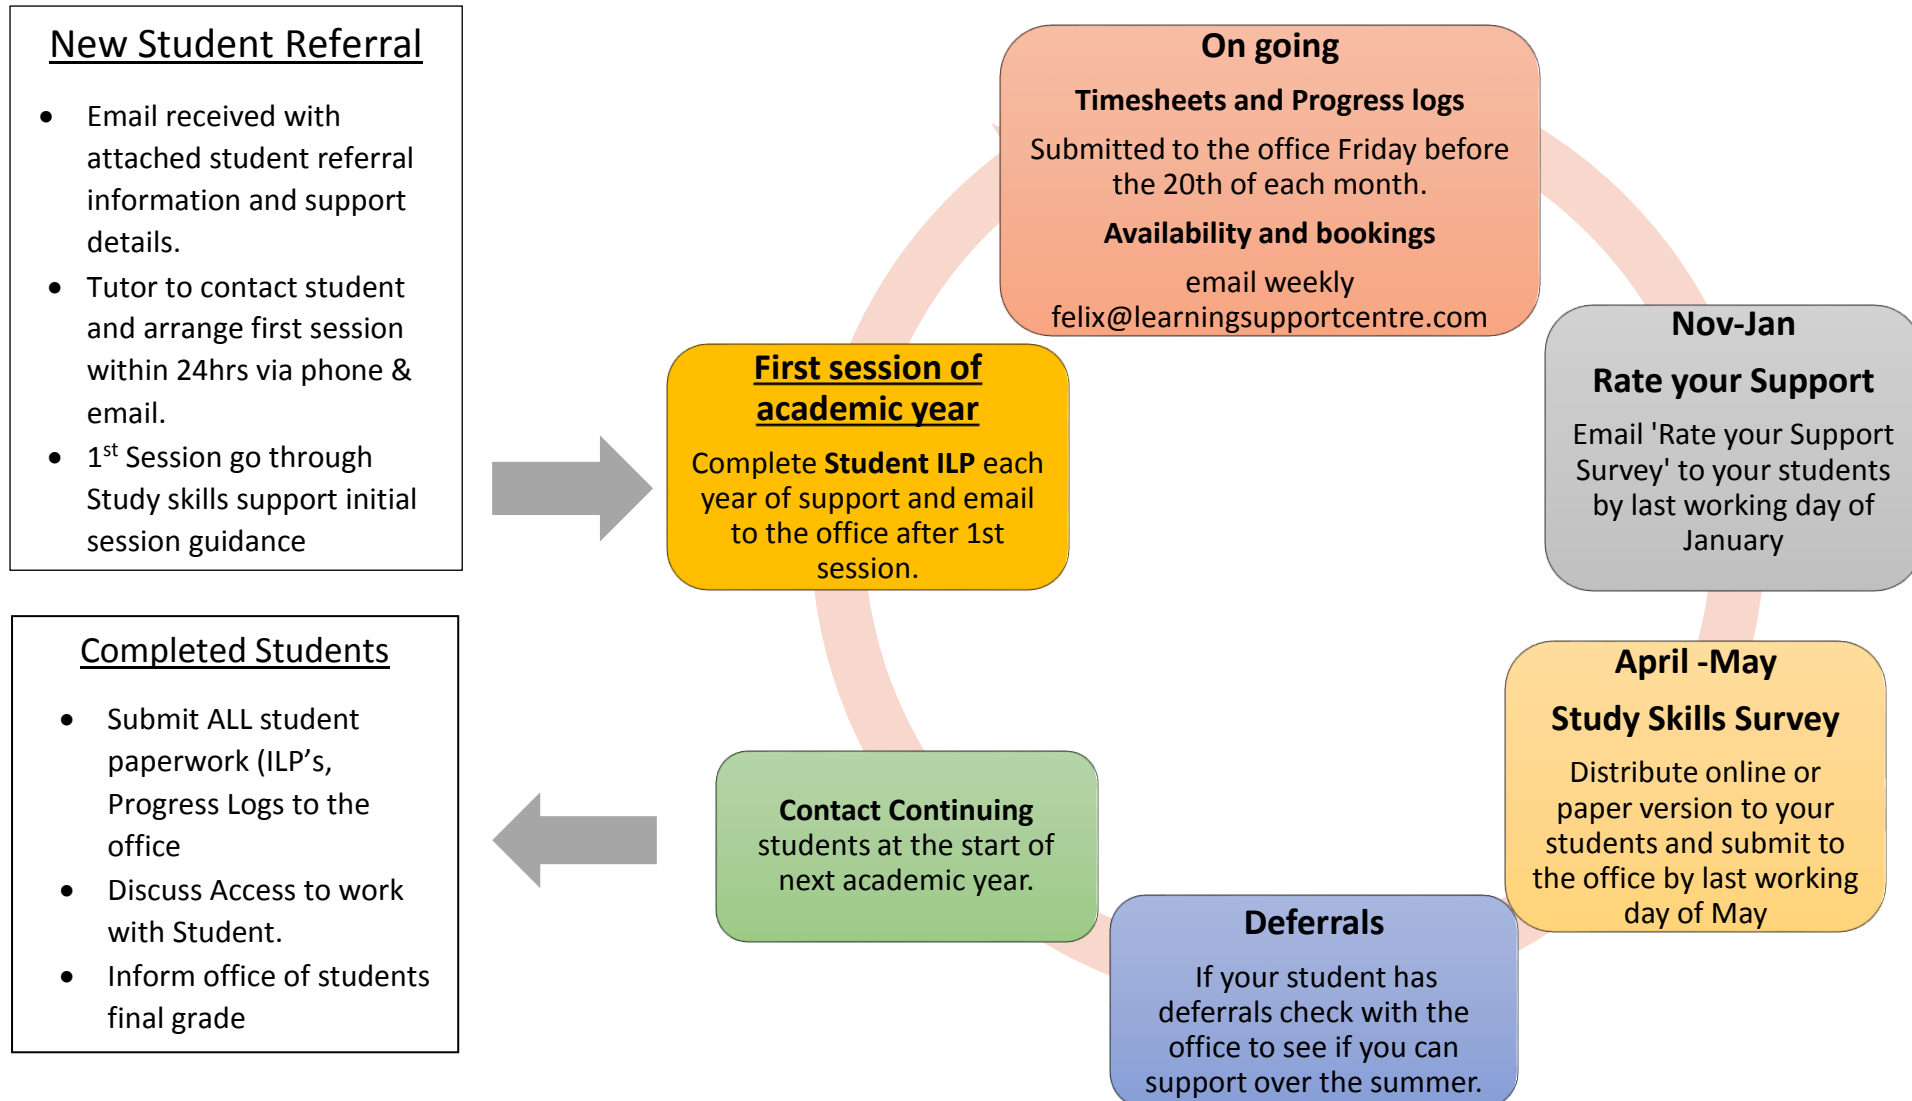 New Student Referral
• Email received with
attached student referral
information and support
details.
• Tutor to contact student
and arrange first session
within 24hrs via phone &
email.
• 1st Session go through
Study skills support initial
session guidance
On going
Timesheets and Progress logs
Submitted to the office Friday before
the 20th of each month.
Availability and bookings
email weekly
felix@learningsupportcentre.com
First session of
academic year
Complete Student ILP each
year of support and email
to the office after 1st
session.
Nov-Jan
Rate your Support
Email 'Rate your Support
Survey' to your students
by last working day of
January
April -May
Study Skills Survey
Distribute online or
paper version to your
students and submit to
the office by last working
day of May
Deferrals
If your student has
deferrals check with the
office to see if you can
support over the summer.
Contact Continuing
students at the start of
next academic year.
Completed Students
• Submit ALL student
paperwork (ILP’s,
Progress Logs to the
office
• Discuss Access to work
with Student.
• Inform office of students
final grade